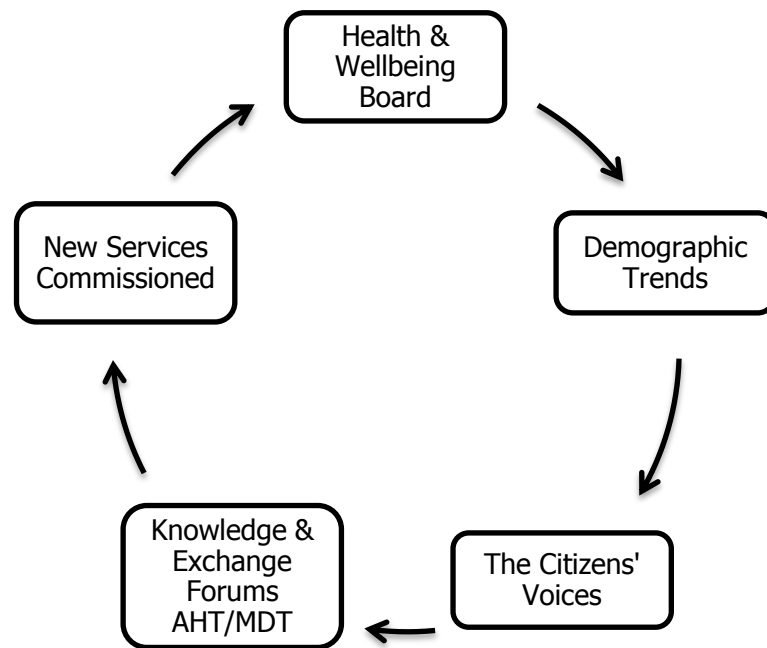 Health &
Wellbeing
Board
Demographic
Trends
The Citizens'
Voices
Knowledge &
Exchange
Forums
AHT/MDT
New Services
Commissioned